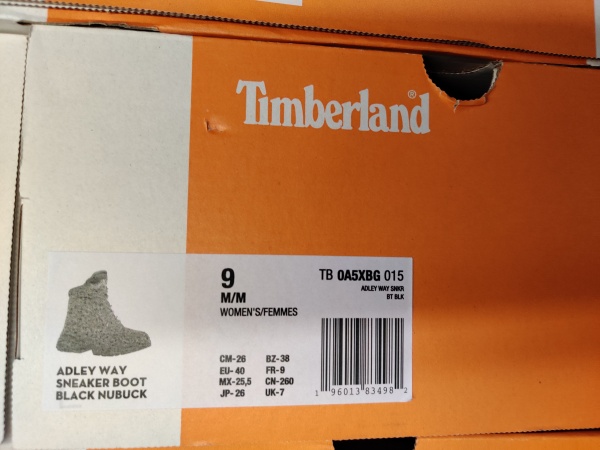 Timberland®
9
M/M
WOMEN'S/FEMMES
TB 0A5XBG 015
ADLEY WAY SNKR
BT BLK
ADLEY WAY
SNEAKER BOOT
BLACK NUBUCK
CM-26 BZ-38
EU-40 FR-9
MX-25,5 CN-260
JP-26 UK-7
1 96013 83498 2